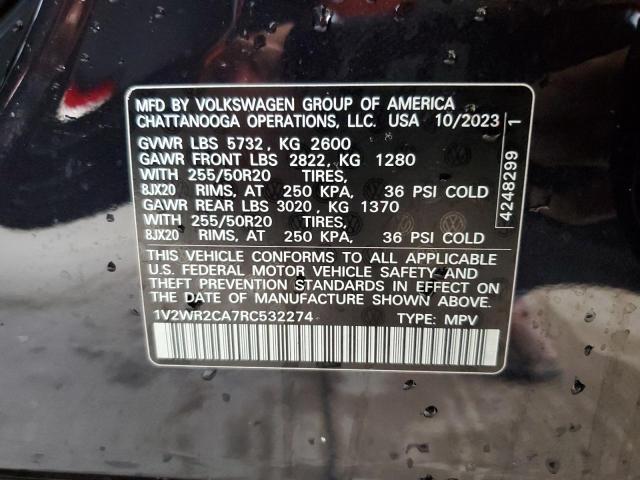 MFD BY VOLKSWAGEN GROUP OF AMERICA
CHATTANOOGA OPERATIONS, LLC. USA 10/2023
GVWR LBS 5732, KG 2600
GAWR FRONT LBS 2822, KG 1280
WITH 255/50R20 TIRES,
8JX20 RIMS, AT 250 KPA, 36 PSI COLD
GAWR REAR LBS 3020, KG 1370
WITH 255/50R20 TIRES,
8JX20 RIMS, AT 250 KPA, 36 PSI COLD
THIS VEHICLE CONFORMS TO ALL APPLICABLE
U.S. FEDERAL MOTOR VEHICLE SAFETY AND
THEFT PREVENTION STANDARDS IN EFFECT ON
THE DATE OF MANUFACTURE SHOWN ABOVE.
1V2WR2CA7RC532274 TYPE: MPV
4248299 1